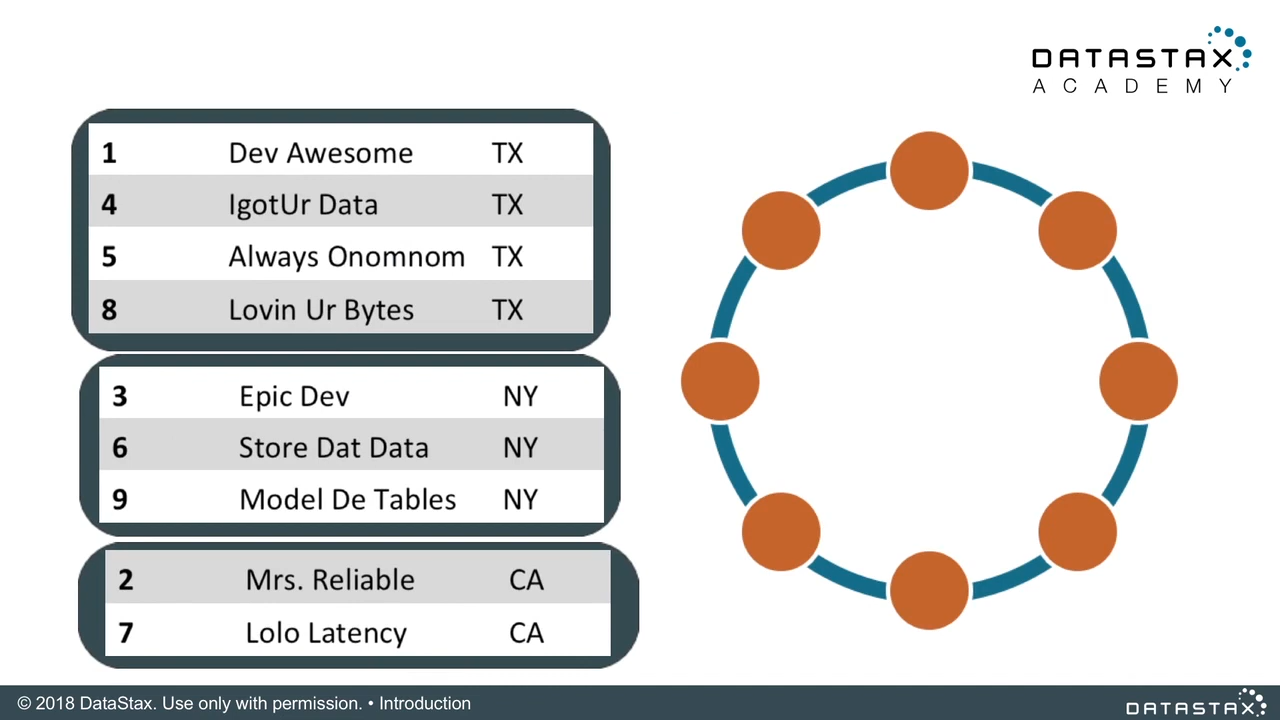 DATASTAX
ACADEMY
1 Dev Awesome TX
4 IgotUr Data TX
5 Always Onomnom TX
8 Lovin Ur Bytes TX
3 Epic Dev NY
6 Store Dat Data NY
9 Model De Tables NY
2 Mrs. Reliable CA
7 Lolo Latency CA
© 2018 DataStax. Use only with permission. • Introduction
DATASTAX